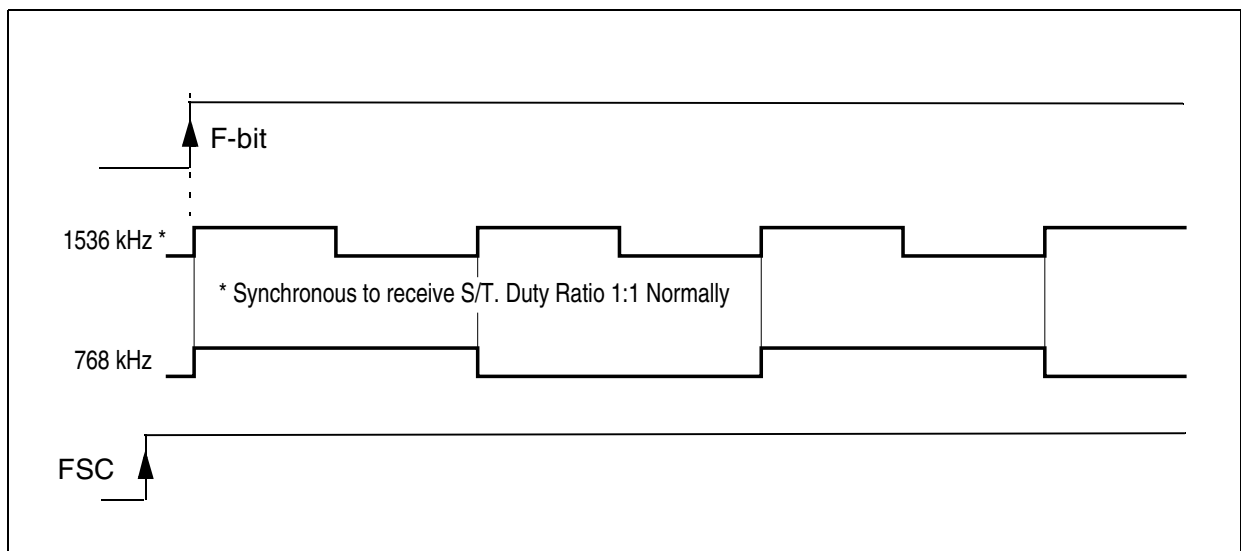 F-bit
1536 kHz *
* Synchronous to receive S/T. Duty Ratio 1:1 Normally
768 kHz
FSC